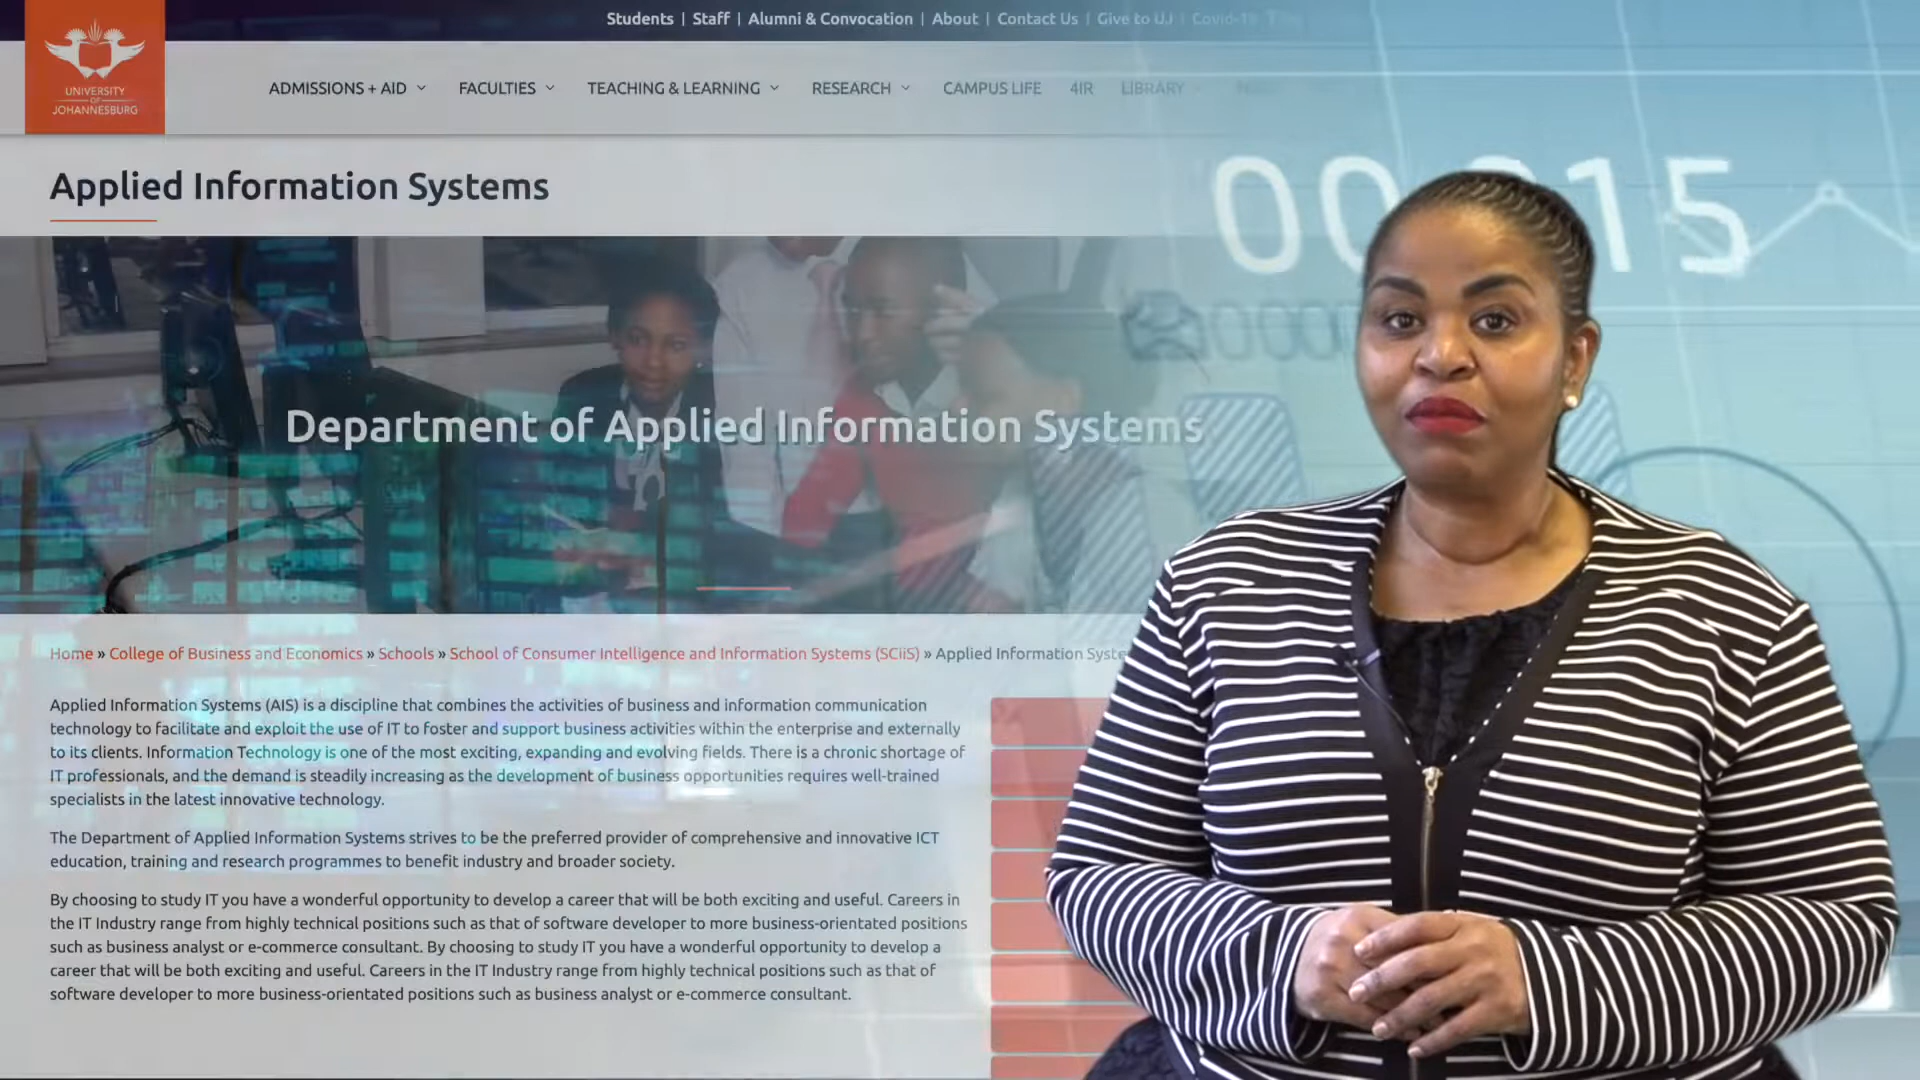 Students | Staff | Alumni & Convocation | About | Contact Us | Give to UJ | Covid-19
UNIVERSITY
OF
JOHANNESBURG
ADMISSIONS + AID FACULTIES TEACHING & LEARNING RESEARCH CAMPUS LIFE 4IR LIBRARY
Applied Information Systems
Department of Applied Information Systems
Home » College of Business and Economics » Schools » School of Consumer Intelligence and Information Systems (SCiiS) » Applied Information Syste
Applied Information Systems (AIS) is a discipline that combines the activities of business and information communication
technology to facilitate and exploit the use of IT to foster and support business activities within the enterprise and externally
to its clients. Information Technology is one of the most exciting, expanding and evolving fields. There is a chronic shortage of
IT professionals, and the demand is steadily increasing as the development of business opportunities requires well-trained
specialists in the latest innovative technology.
The Department of Applied Information Systems strives to be the preferred provider of comprehensive and innovative ICT
education, training and research programmes to benefit industry and broader society.
By choosing to study IT you have a wonderful opportunity to develop a career that will be both exciting and useful. Careers in
the IT Industry range from highly technical positions such as that of software developer to more business-orientated positions
such as business analyst or e-commerce consultant. By choosing to study IT you have a wonderful opportunity to develop a
career that will be both exciting and useful. Careers in the IT Industry range from highly technical positions such as that of
software developer to more business-orientated positions such as business analyst or e-commerce consultant.